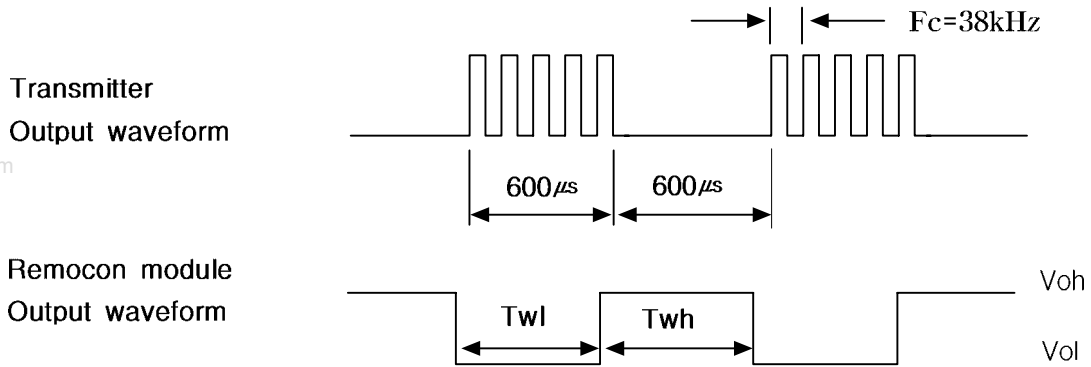 Fc=38kHz
Transmitter
Output waveform
m
600μs
600μs
Remocon module
Output waveform
Voh
Twl
Twh
Vol